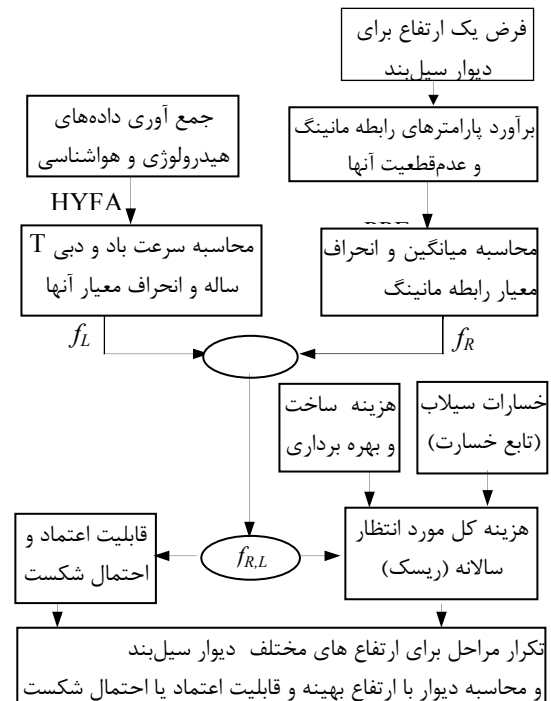 فرض یک ارتفاع برای
دیوار سیل‌بند
جمع آوری داده‌های
هیدرولوژی و هواشناسی
برآورد پارامترهای رابطه مانینگ
و عدم‌قطعیت آنها
HYFA
محاسبه سرعت باد و دبی T
ساله و انحراف معیار آنها
محاسبه میانگین و انحراف
معیار رابطه مانینگ
fL
fR
هزینه ساخت
و بهره برداری
خسارات سیلاب
(تابع خسارت)
قابلیت اعتماد و
احتمال شکست
fR,L
هزینه کل مورد انتظار
سالانه (ریسک)
تکرار مراحل برای ارتفاع های مختلف دیوار سیل‌بند
و محاسبه دیوار با ارتفاع بهینه و قابلیت اعتماد یا احتمال شکست